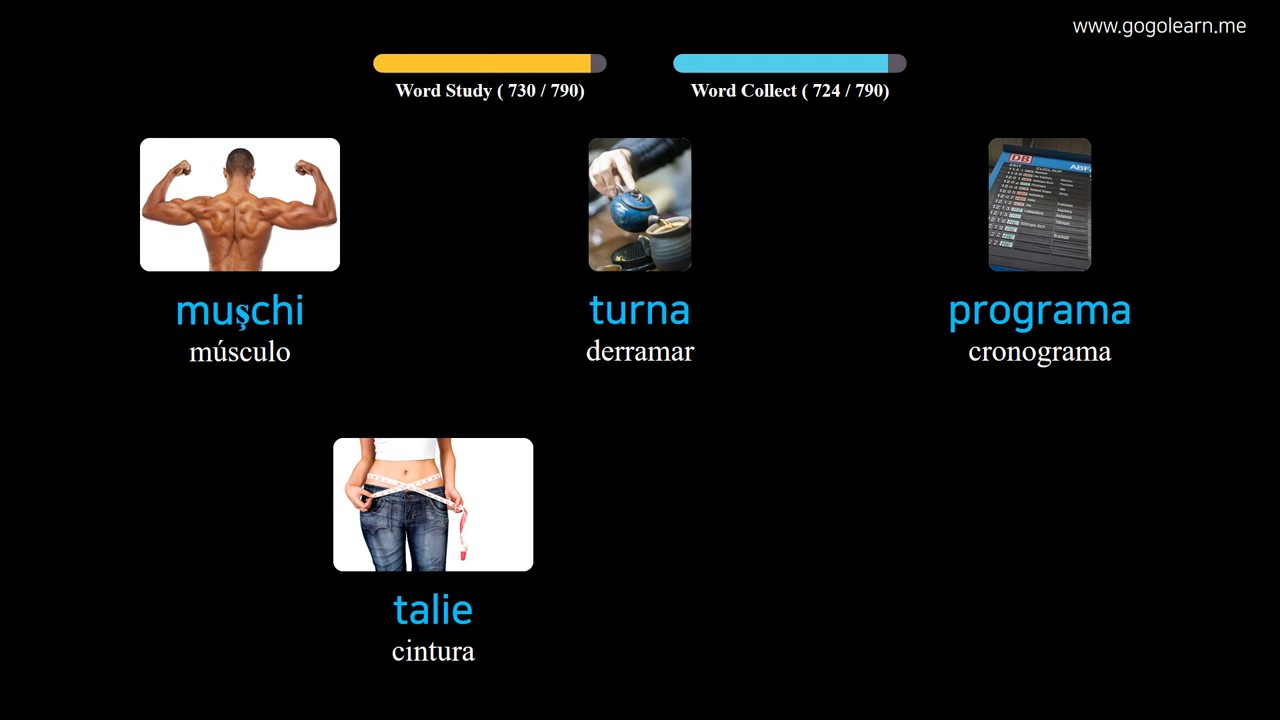 www.gogolearn.me
Word Study ( 730 / 790)
Word Collect ( 724 / 790)
DB
muşchi
turna
programa
músculo
derramar
cronograma
talie
cintura